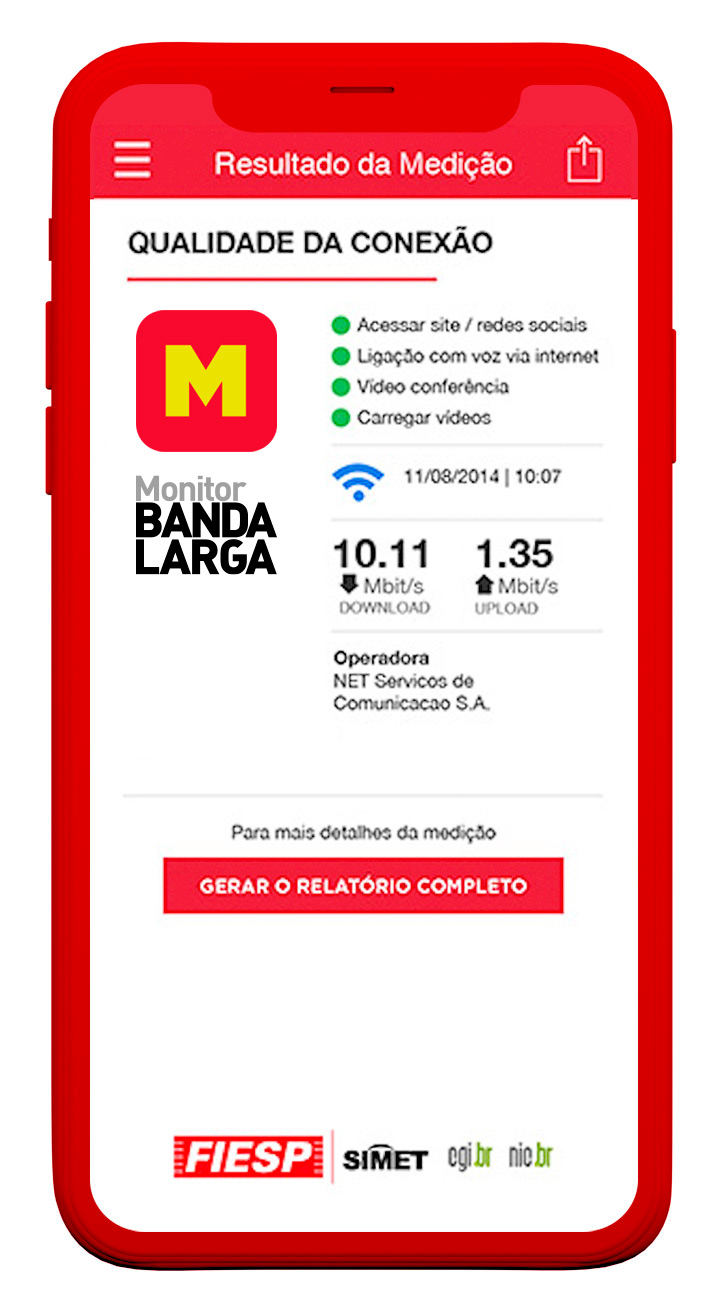 Resultado da Medição
QUALIDADE DA CONEXÃO
M
Monitor
BANDA
LARGA
Acessar site / redes sociais
Ligação com voz via internet
Vídeo conferência
Carregar vídeos
11/08/2014 | 10:07
10.11
Mbit/s
DOWNLOAD
1.35
Mbit/s
UPLOAD
Operadora
NET Servicos de
Comunicacao S.A.
Para mais detalhes da medição
GERAR O RELATÓRIO COMPLETO
FIESP SIMET cgi.br nic.br